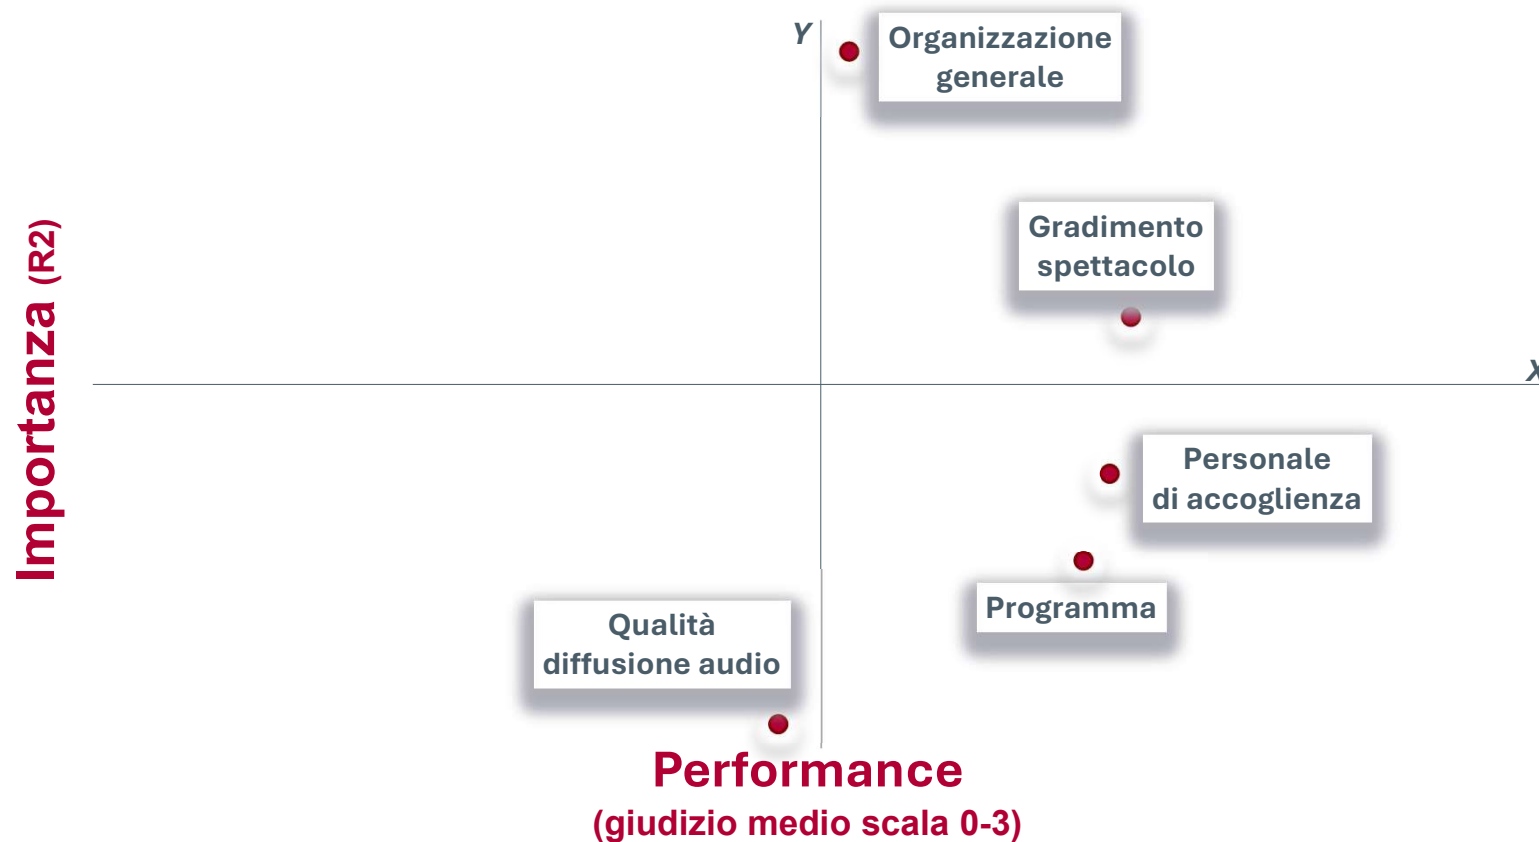 Y
Organizzazione
generale
Gradimento
spettacolo
X
Importanza (R2)
Personale
di accoglienza
Programma
Qualità
diffusione audio
Performance
(giudizio medio scala 0-3)